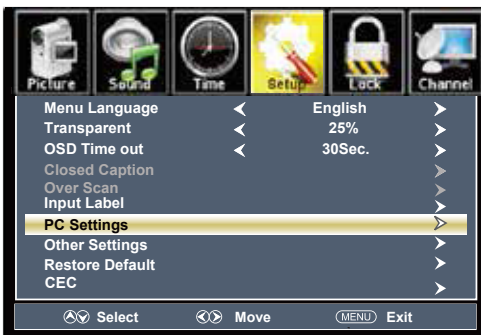 Picture Sound Time Setup Lock Channel
Menu Language English
Transparent 25%
OSD Time out 30Sec.
Closed Caption
Over Scan
Input Label
PC Settings
Other Settings
Restore Default
CEC
Select Move MENU Exit